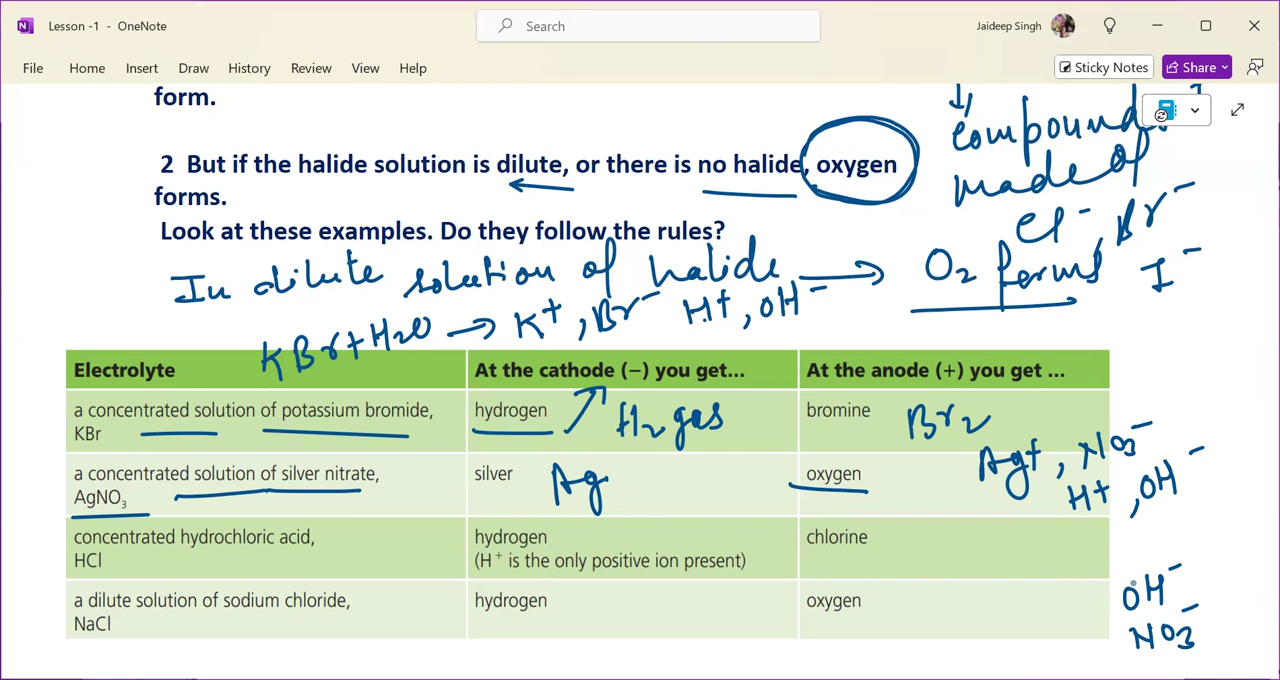 Lesson -1 - OneNote
Search
Jaideep Singh
File Home Insert Draw History Review View Help
Sticky Notes Share
form.
compounds
made of
Cl⁻, Br⁻
I⁻
2 But if the halide solution is dilute, or there is no halide, oxygen
forms.
Look at these examples. Do they follow the rules?
In dilute solution of halide → O2 forms
KBr + H2O → K⁺, Br⁻ H⁺, OH⁻
Electrolyte At the cathode (−) you get... At the anode (+) you get ...
a concentrated solution of potassium bromide, hydrogen bromine
KBr
H2 gas Br2
a concentrated solution of silver nitrate, silver oxygen
AgNO₃
Ag Ag⁺, NO3⁻
H⁺, OH⁻
concentrated hydrochloric acid, hydrogen chlorine
HCl (H⁺ is the only positive ion present)
a dilute solution of sodium chloride, hydrogen oxygen
NaCl
OH⁻
NO3⁻